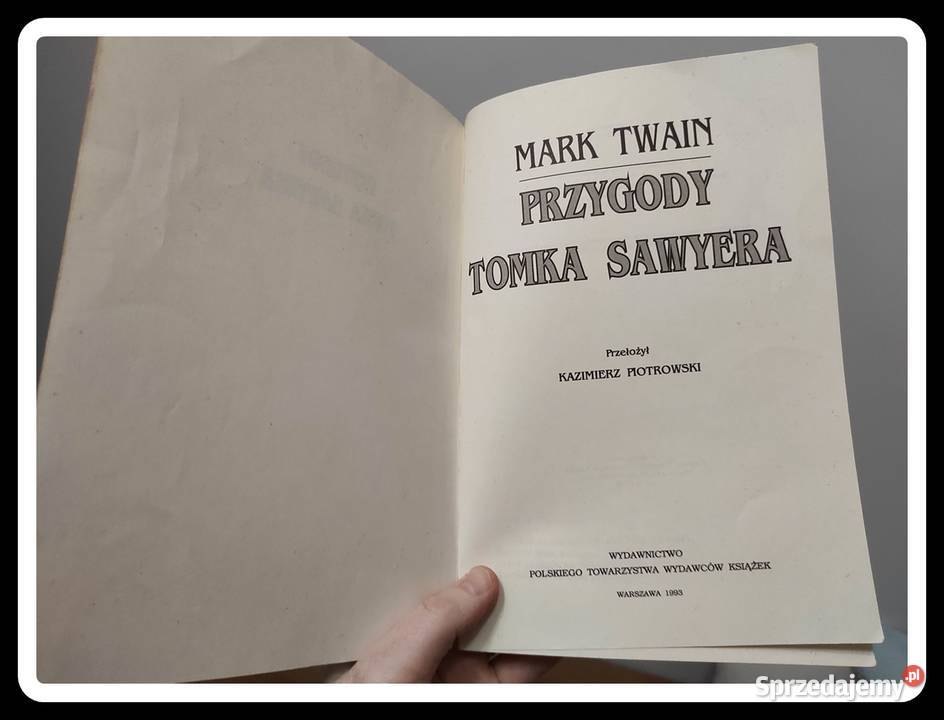 MARK TWAIN
PRZYGODY
TOMKA SAWYERA
Przełożył
KAZIMIERZ PIOTROWSKI
WYDAWNICTWO
POLSKIEGO TOWARZYSTWA WYDAWCÓW KSIĄŻEK
WARSZAWA 1993
Sprzedajemy.pl